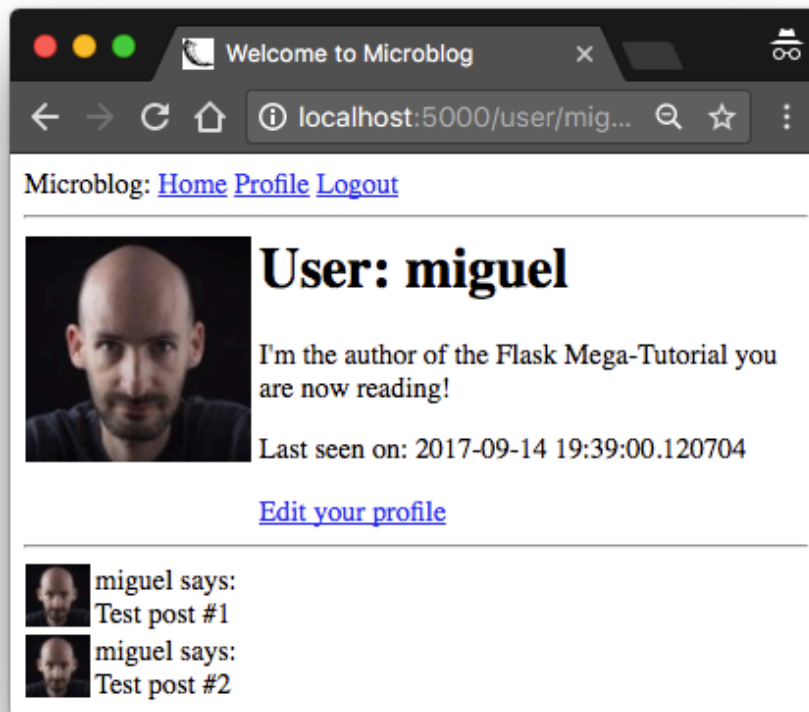 Welcome to Microblog
localhost:5000/user/mig...
Microblog: Home Profile Logout
User: miguel
I'm the author of the Flask Mega-Tutorial you
are now reading!
Last seen on: 2017-09-14 19:39:00.120704
Edit your profile
miguel says:
Test post #1
miguel says:
Test post #2